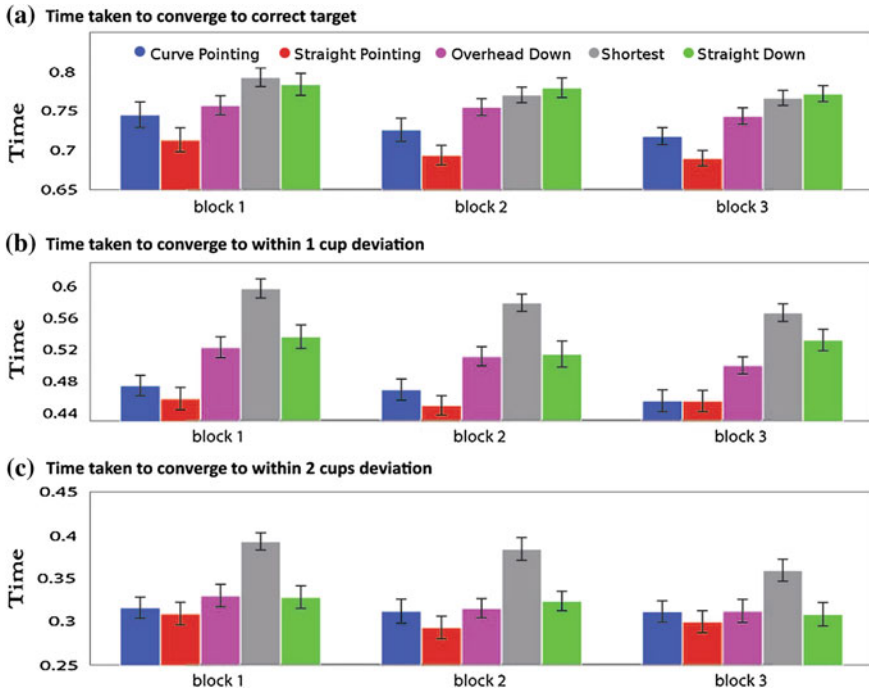 (a) Time taken to converge to correct target
Curve Pointing Straight Pointing Overhead Down Shortest Straight Down
0.8
0.75
0.7
0.65
Time
block 1 block 2 block 3
(b) Time taken to converge to within 1 cup deviation
0.6
0.56
0.52
0.48
0.44
Time
block 1 block 2 block 3
(c) Time taken to converge to within 2 cups deviation
0.45
0.4
0.35
0.3
0.25
Time
block 1 block 2 block 3